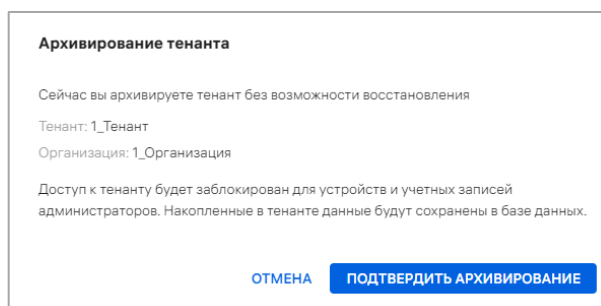 Архивирование тенанта
Сейчас вы архивируете тенант без возможности восстановления
Тенант: 1_Тенант
Организация: 1_Организация
Доступ к тенанту будет заблокирован для устройств и учетных записей
администраторов. Накопленные в тенанте данные будут сохранены в базе данных.
ОТМЕНА ПОДТВЕРДИТЬ АРХИВИРОВАНИЕ